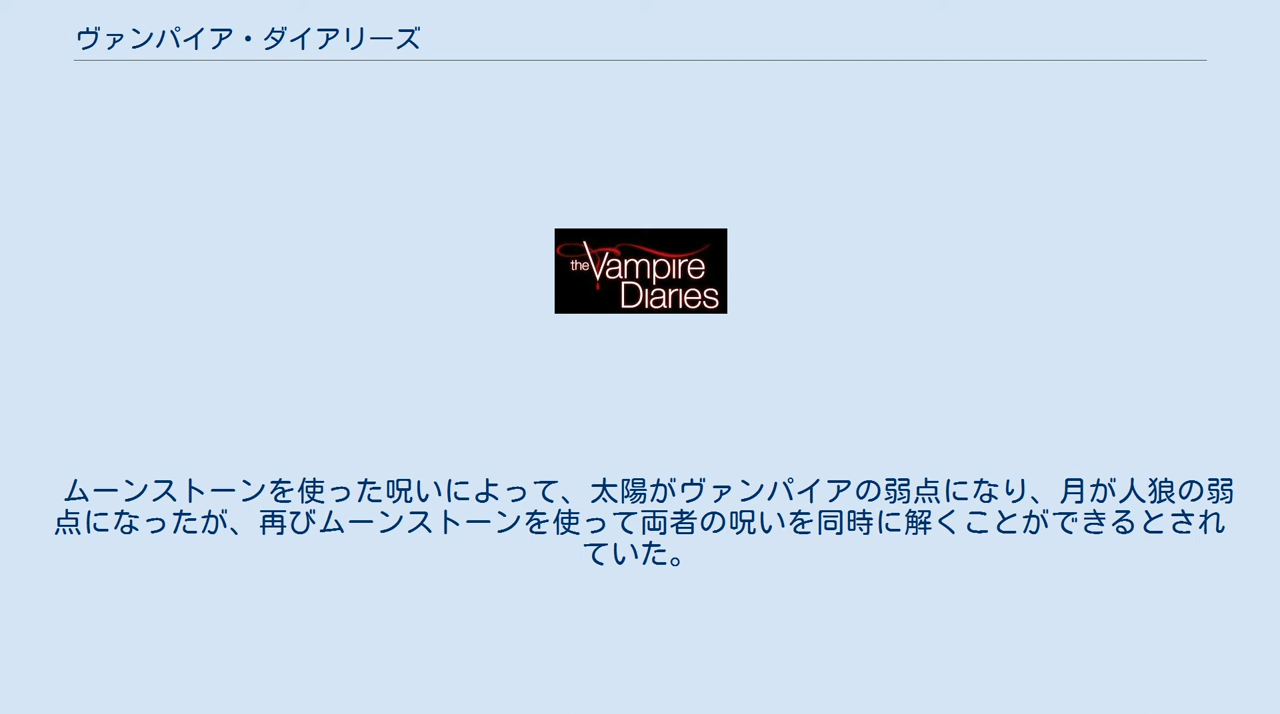 ヴァンパイア・ダイアリーズ
the Vampire
Diaries
ムーンストーンを使った呪いによって、太陽がヴァンパイアの弱点になり、月が人狼の弱
点になったが、再びムーンストーンを使って両者の呪いを同時に解くことができるとされ
ていた。